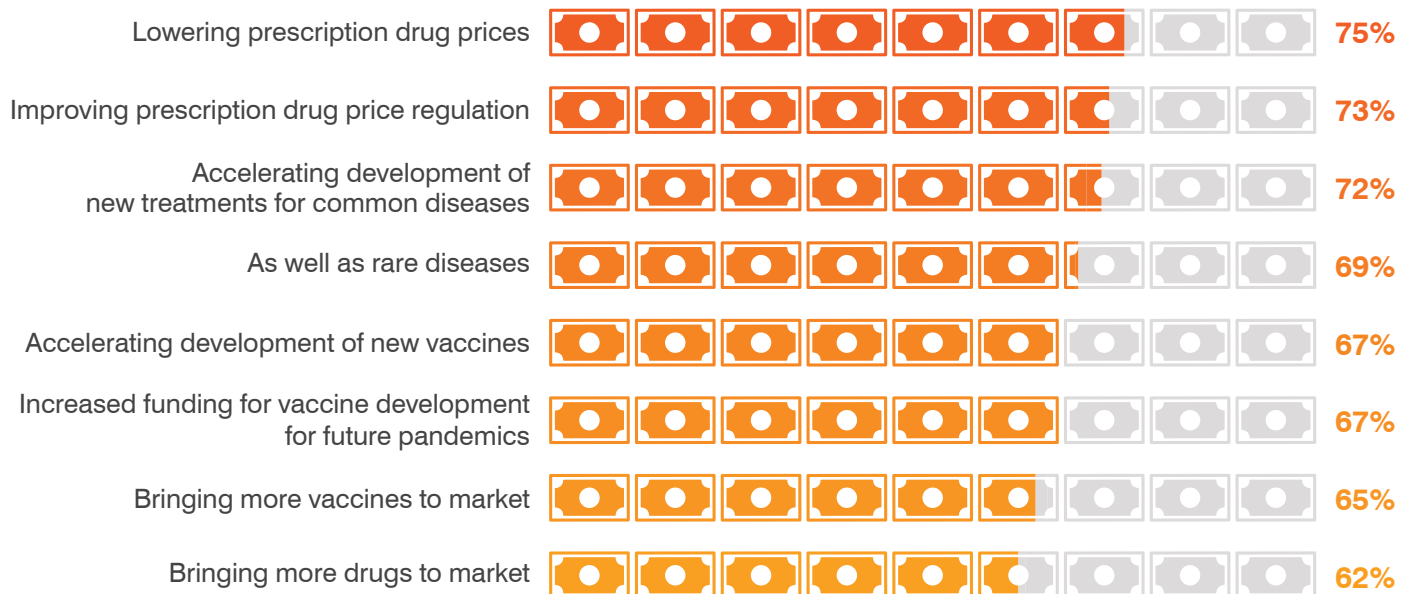 Lowering prescription drug prices 75%
Improving prescription drug price regulation 73%
Accelerating development of
new treatments for common diseases 72%
As well as rare diseases 69%
Accelerating development of new vaccines 67%
Increased funding for vaccine development
for future pandemics 67%
Bringing more vaccines to market 65%
Bringing more drugs to market 62%